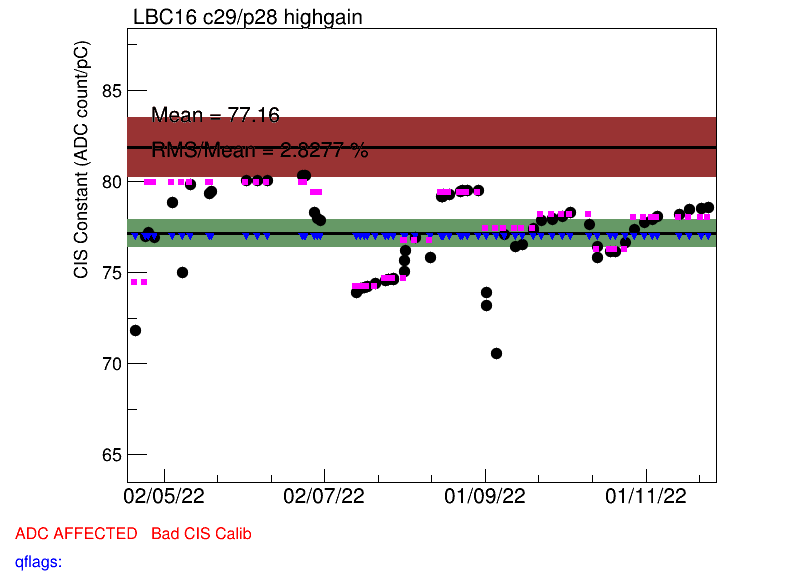 LBC16 c29/p28 highgain
CIS Constant (ADC count/pC)
85
80
75
70
65
Mean = 77.16
RMS/Mean = 2.8277 %
02/05/22 02/07/22 01/09/22 01/11/22
ADC AFFECTED Bad CIS Calib
qflags: